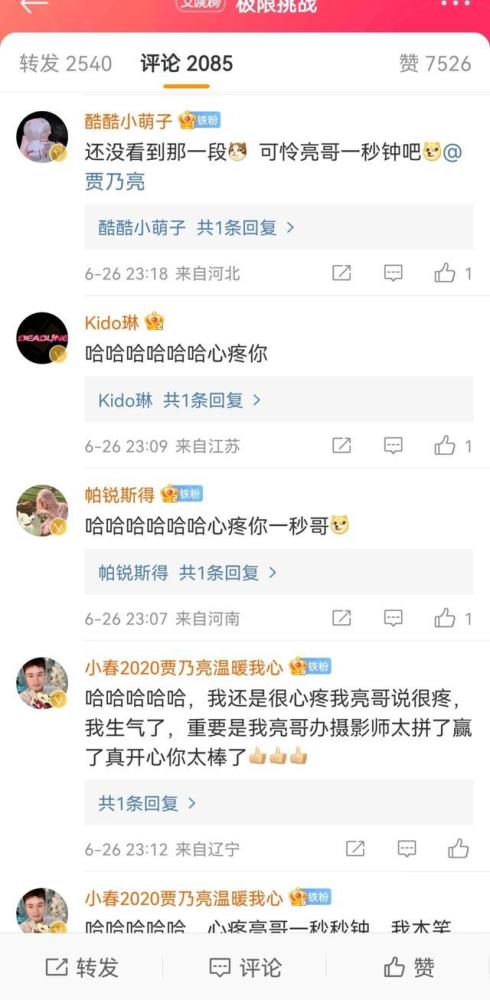 文娱榜 极限挑战
转发 2540 评论 2085 赞 7526
酷酷小萌子 铁粉
还没看到那一段 可怜亮哥一秒钟吧@
贾乃亮
酷酷小萌子 共1条回复 >
6-26 23:18 来自河北 1
Kido琳
哈哈哈哈哈哈心疼你
DEADLINE
Kido琳 共1条回复 >
6-26 23:09 来自江苏 1
帕锐斯得 铁粉
哈哈哈哈哈哈心疼你一秒哥
帕锐斯得 共1条回复 >
6-26 23:07 来自河南 1
小春2020贾乃亮温暖我心 铁粉
哈哈哈哈哈，我还是很心疼我亮哥说很疼，
我生气了，重要是我亮哥办摄影师太拼了赢
了真开心你太棒了
共1条回复 >
6-26 23:12 来自辽宁
小春2020贾乃亮温暖我心 铁粉
哈哈哈哈哈，心疼亮哥一秒秒钟，我木笑
转发 评论 赞